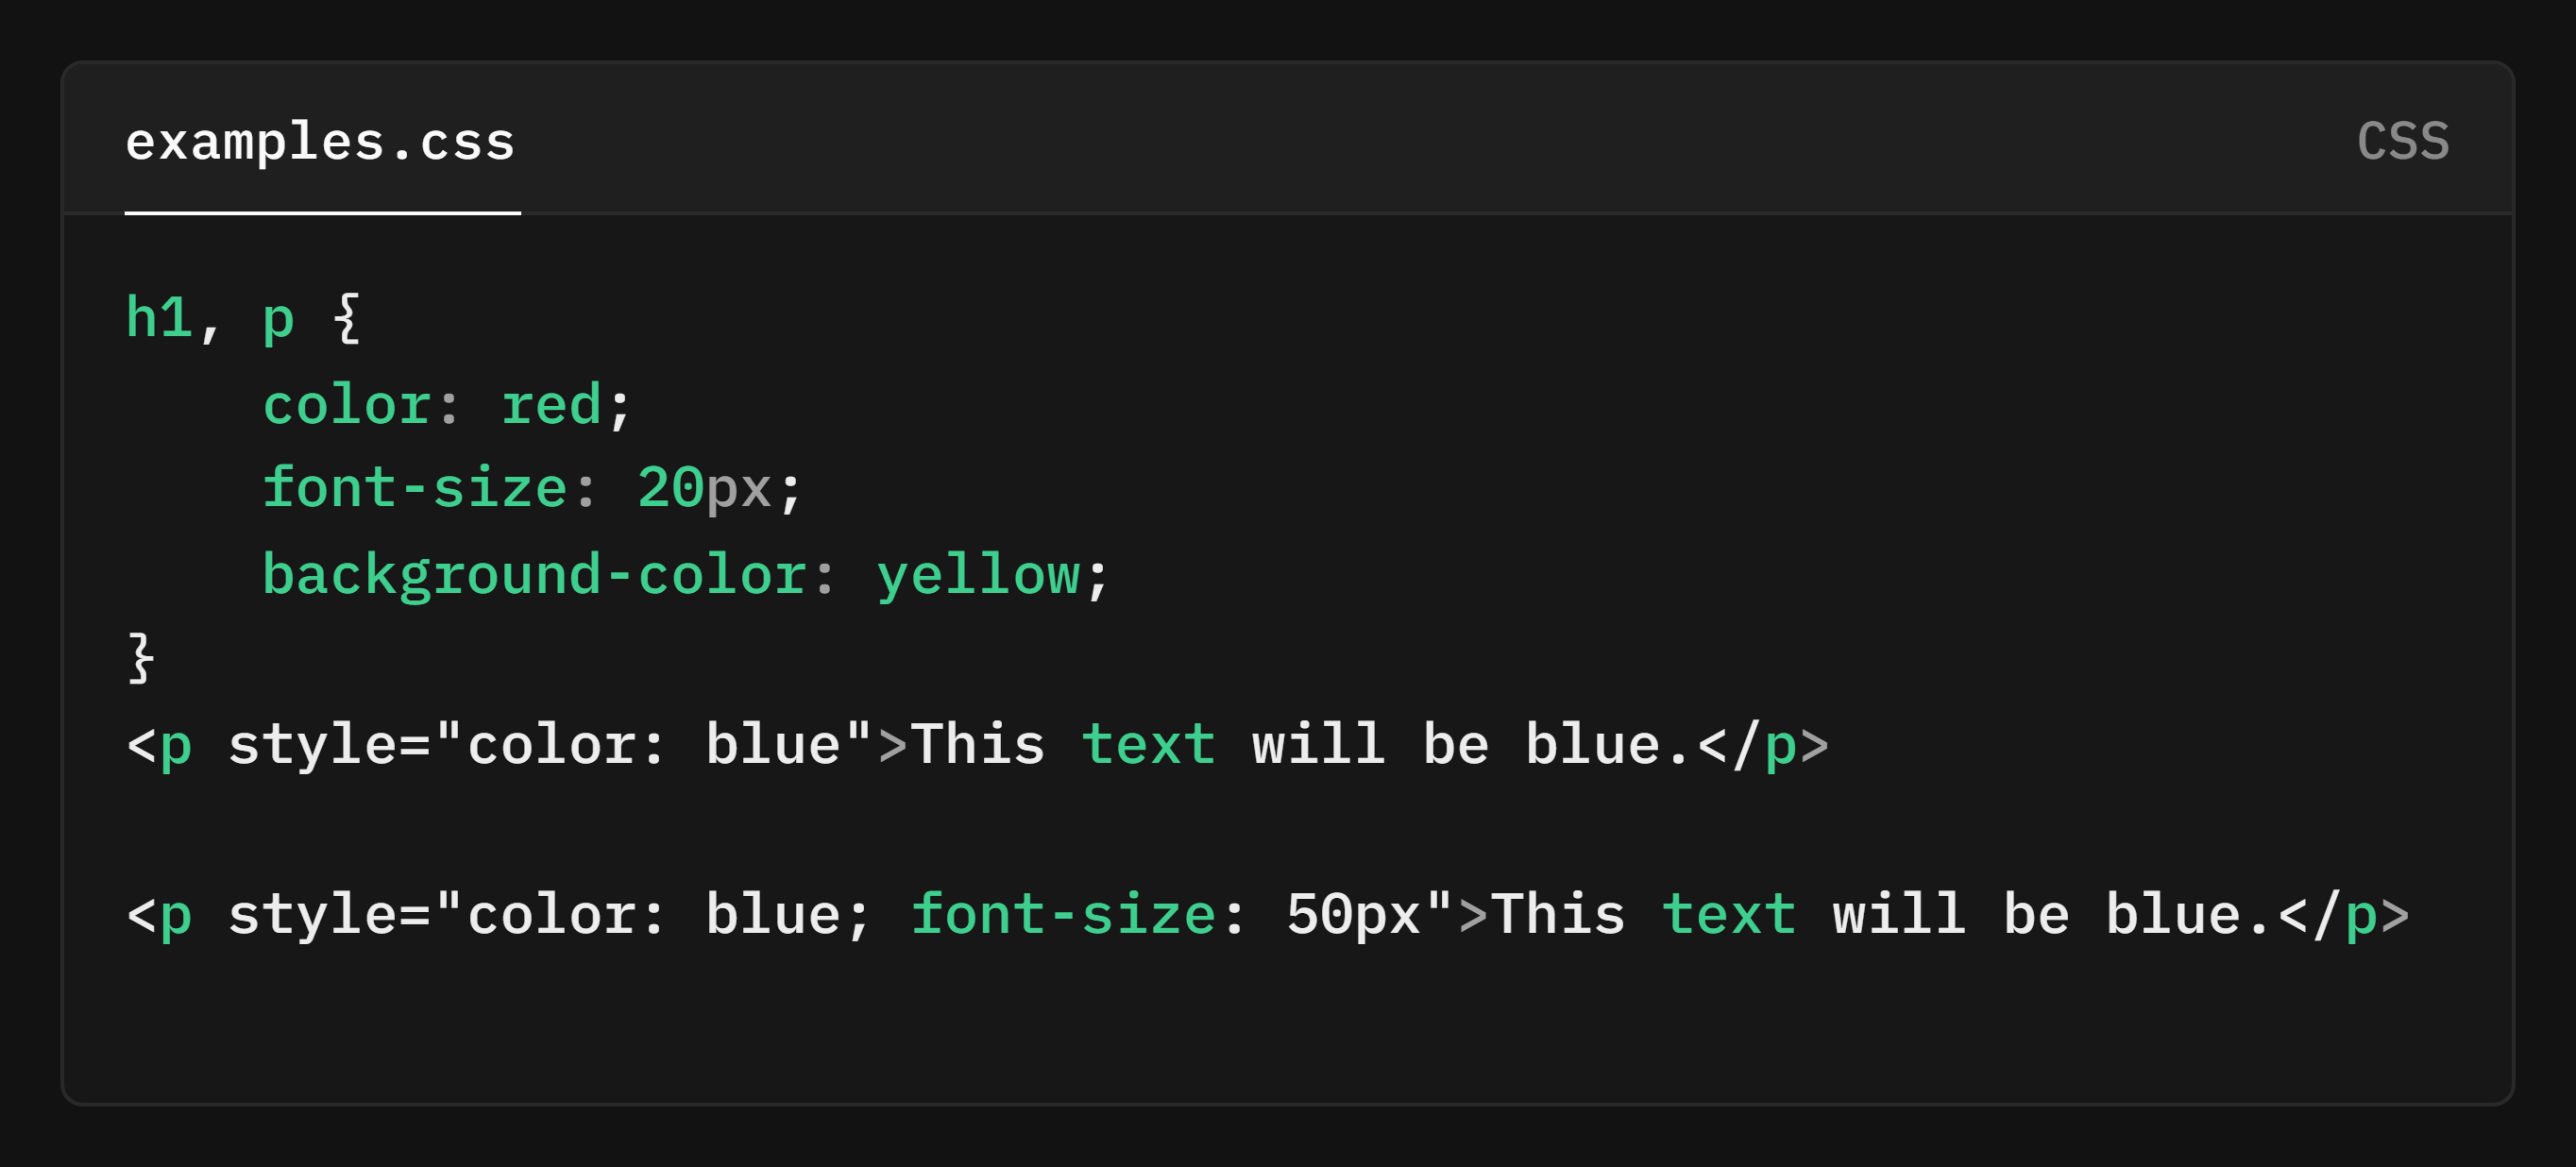 examples.css
CSS
h1, p {
    color: red;
    font-size: 20px;
    background-color: yellow;
}
<p style="color: blue">This text will be blue.</p>

<p style="color: blue; font-size: 50px">This text will be blue.</p>